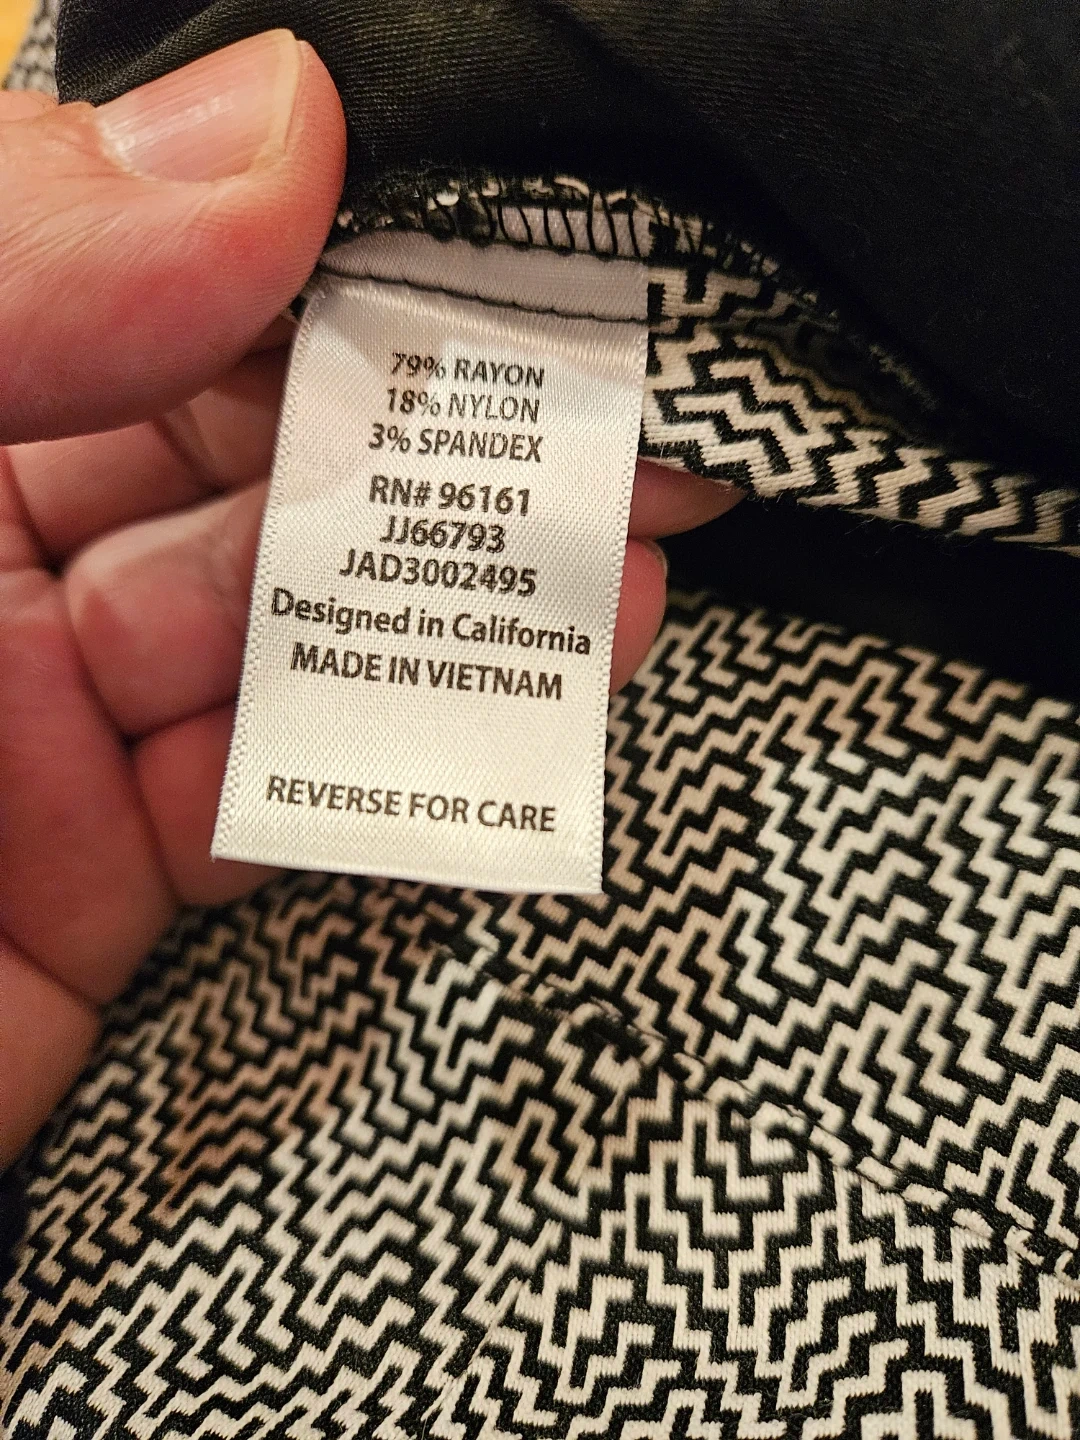 79% RAYON
18% NYLON
3% SPANDEX
RN# 96161
JJ66793
JAD3002495
Designed in California
MADE IN VIETNAM
REVERSE FOR CARE